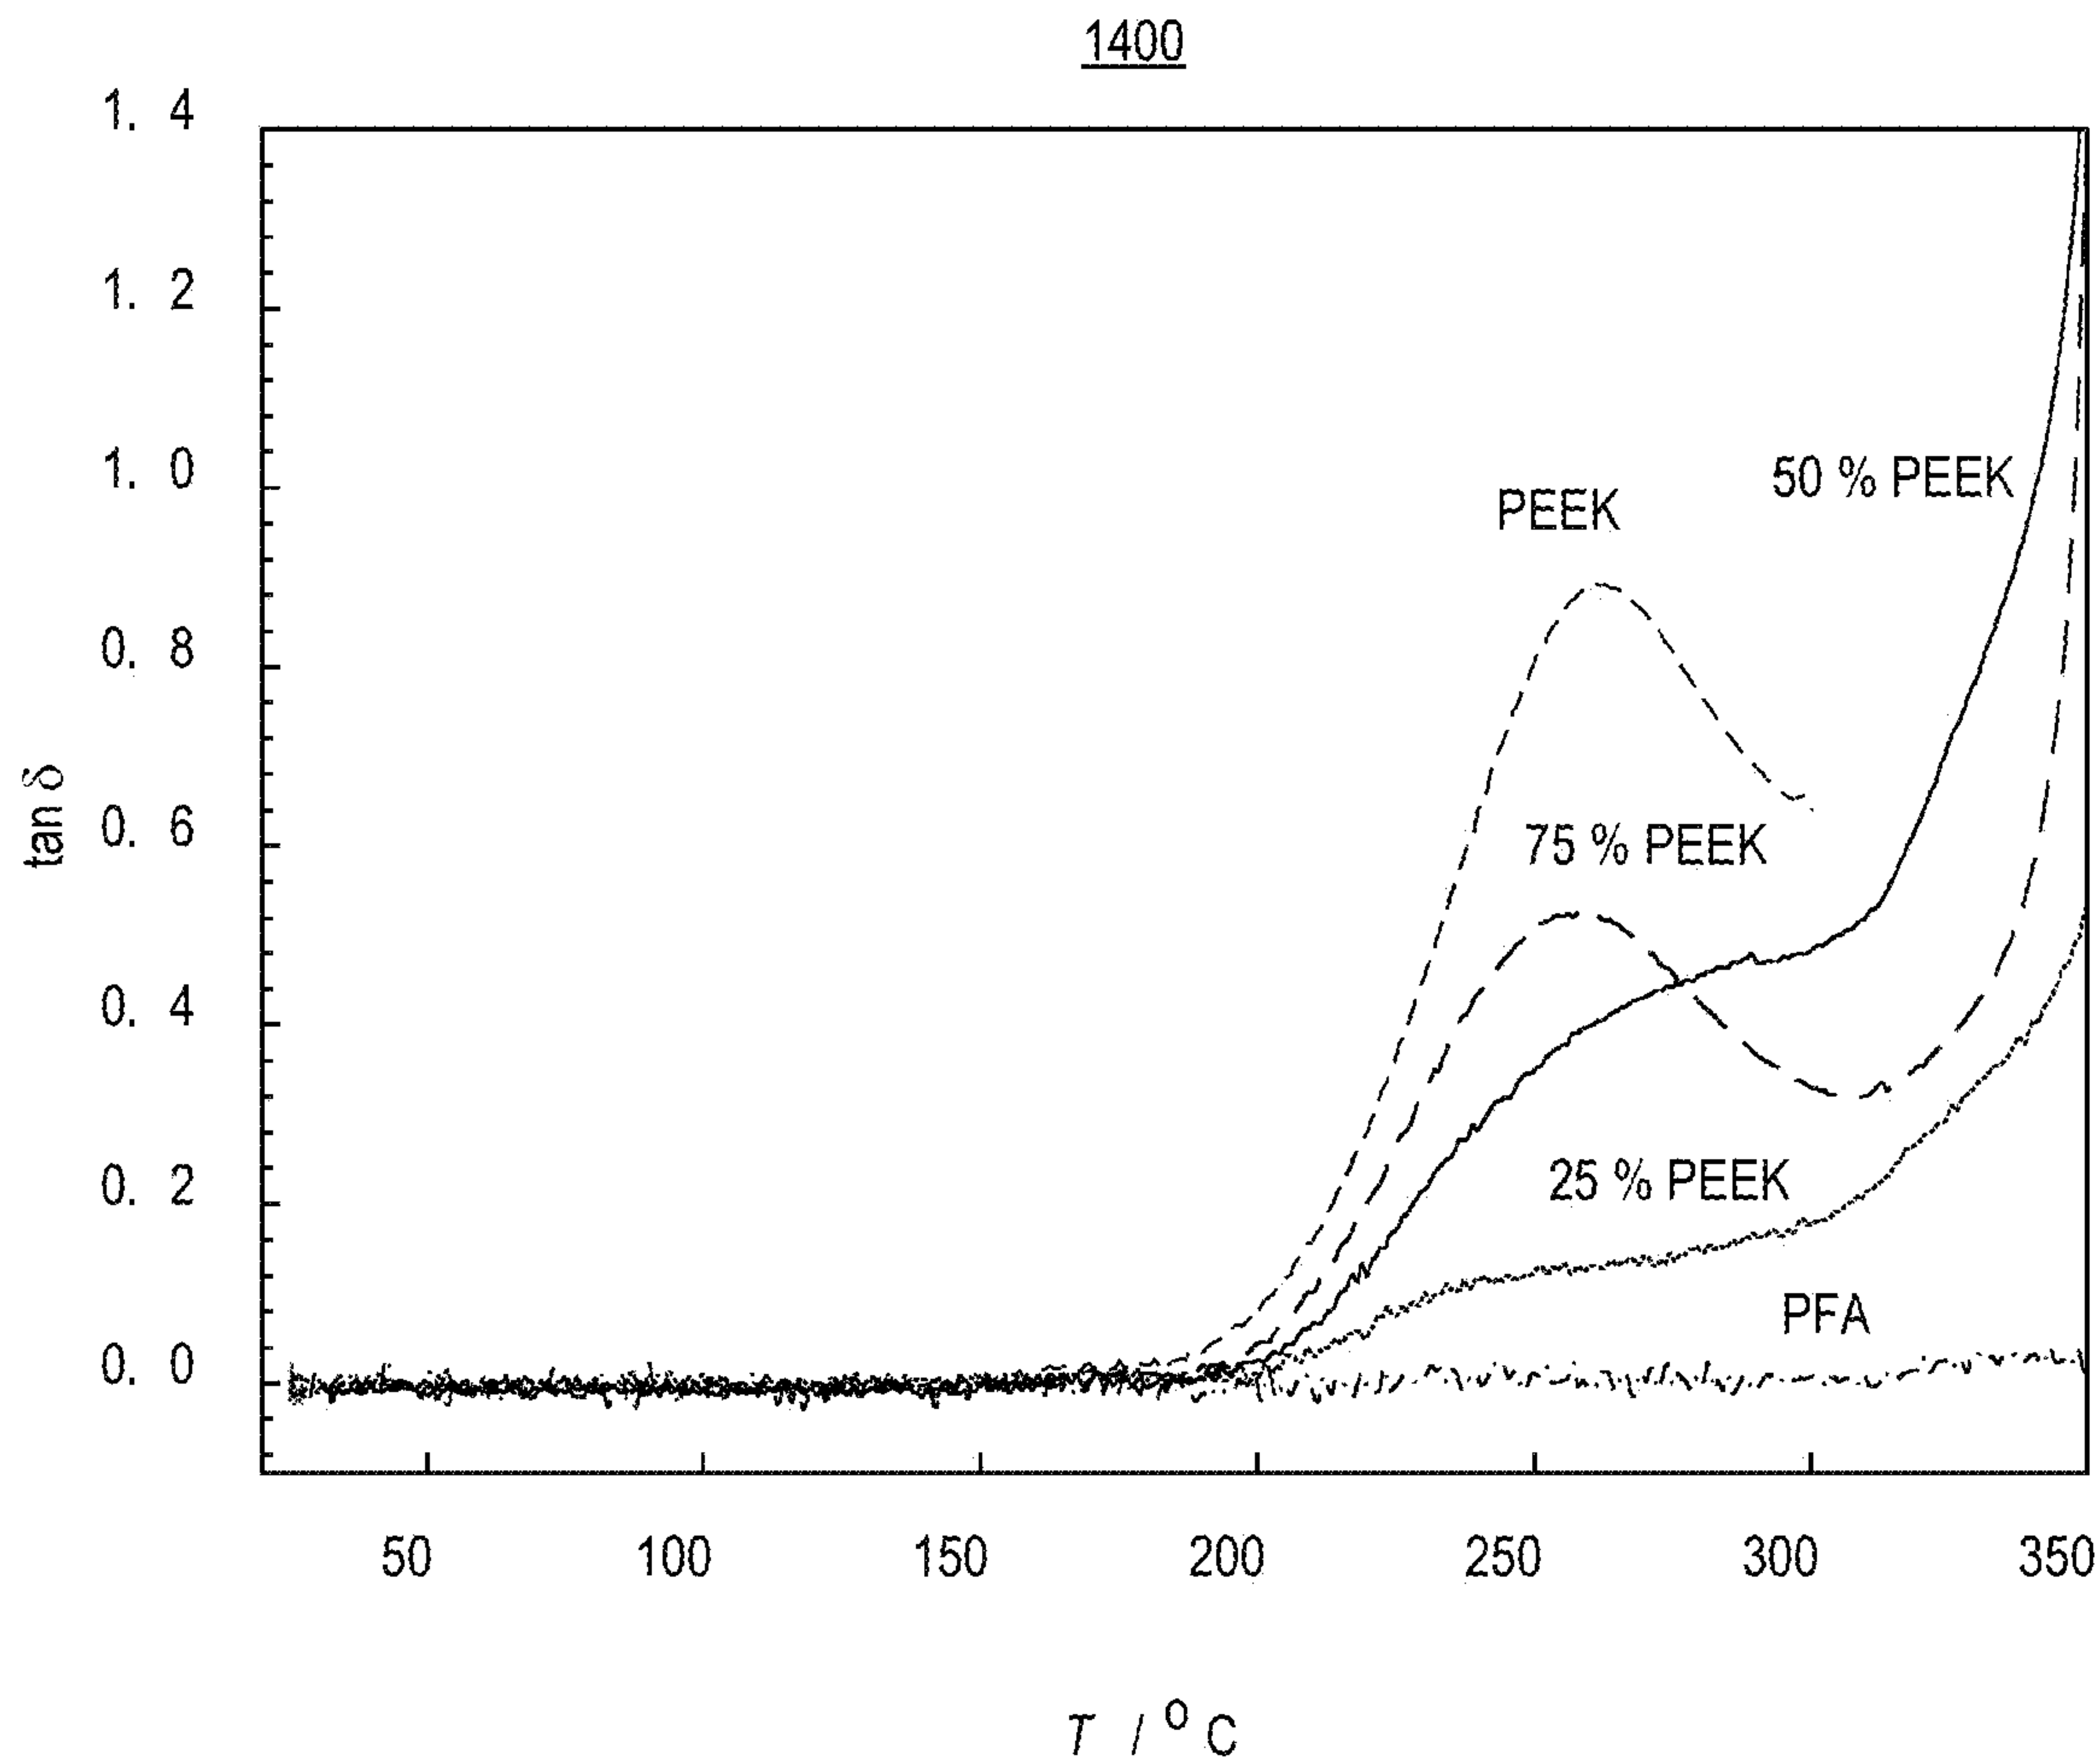 1400
1. 4
1. 2
1. 0
50 % PEEK
PEEK
0. 8
tan δ
0. 6
75 % PEEK
0. 4
0. 2
25 % PEEK
PFA
0. 0
50 100 150 200 250 300 350
T / ºC